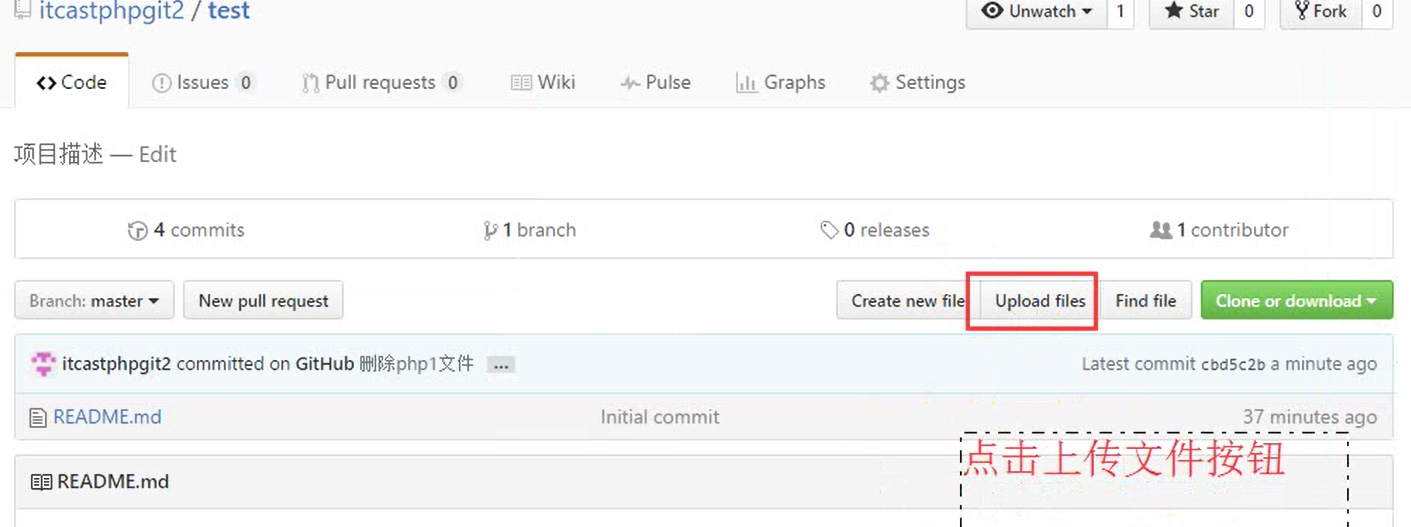 itcastphpgit2 / test Unwatch 1 Star 0 Fork 0
Code Issues 0 Pull requests 0 Wiki Pulse Graphs Settings
项目描述 — Edit
4 commits 1 branch 0 releases 1 contributor
Branch: master New pull request Create new file Upload files Find file Clone or download
itcastphpgit2 committed on GitHub 删除php1文件 ... Latest commit cbd5c2b a minute ago
README.md Initial commit 37 minutes ago
点击上传文件按钮
README.md